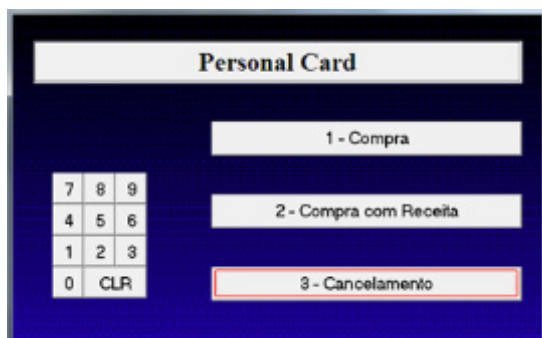 Personal Card
1 - Compra
2 - Compra com Receita
3 - Cancelamento
7 8 9
4 5 6
1 2 3
0 CLR